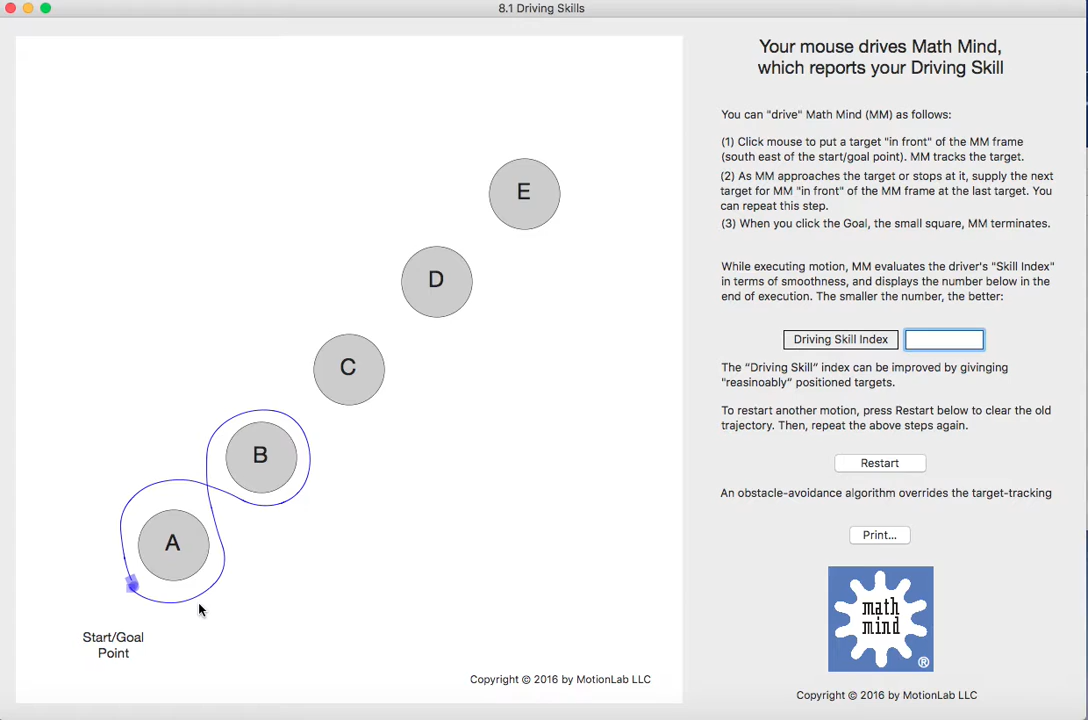 8.1 Driving Skills
E
D
C
B
A
Start/Goal
Point
Copyright © 2016 by MotionLab LLC
Your mouse drives Math Mind,
which reports your Driving Skill
You can "drive" Math Mind (MM) as follows:
(1) Click mouse to put a target "in front" of the MM frame
(south east of the start/goal point). MM tracks the target.
(2) As MM approaches the target or stops at it, supply the next
target for MM "in front" of the MM frame at the last target. You
can repeat this step.
(3) When you click the Goal, the small square, MM terminates.
While executing motion, MM evaluates the driver's "Skill Index"
in terms of smoothness, and displays the number below in the
end of execution. The smaller the number, the better:
Driving Skill Index
The “Driving Skill” index can be improved by givinging
"reasinoably" positioned targets.
To restart another motion, press Restart below to clear the old
trajectory. Then, repeat the above steps again.
Restart
An obstacle-avoidance algorithm overrides the target-tracking
Print...
math
mind
®
Copyright © 2016 by MotionLab LLC